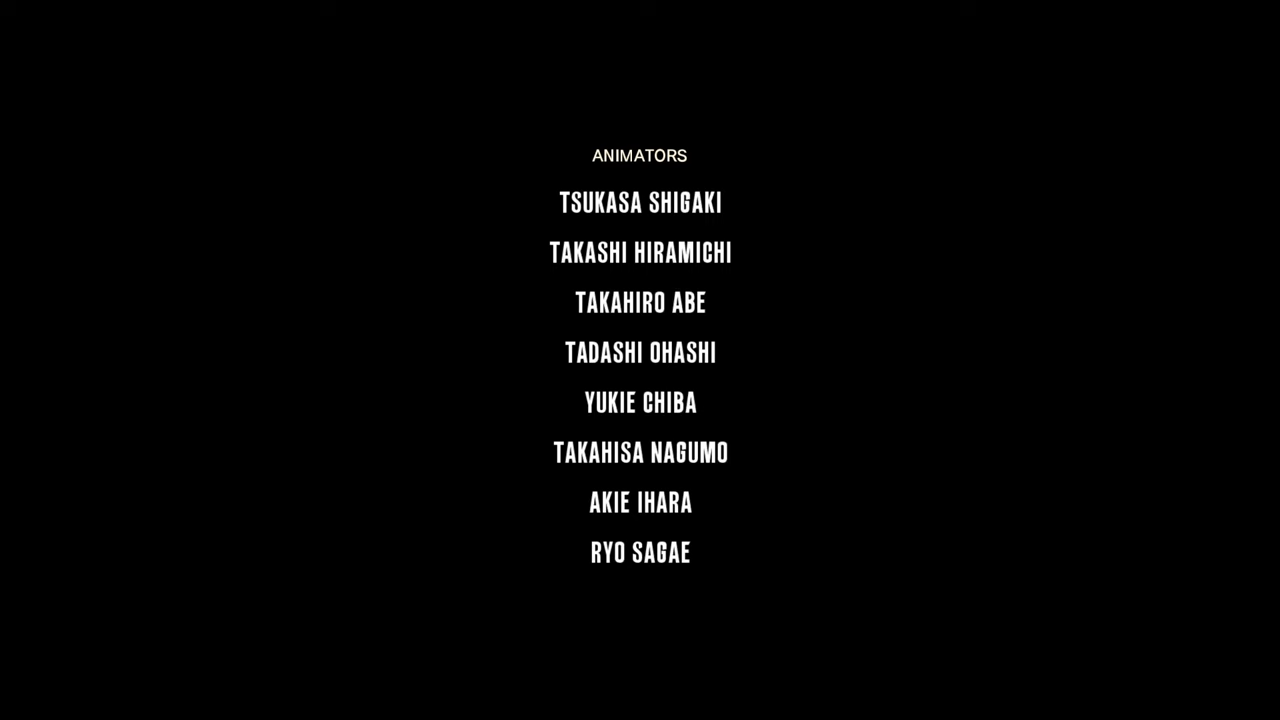 ANIMATORS
TSUKASA SHIGAKI
TAKASHI HIRAMICHI
TAKAHIRO ABE
TADASHI OHASHI
YUKIE CHIBA
TAKAHISA NAGUMO
AKIE IHARA
RYO SAGAE